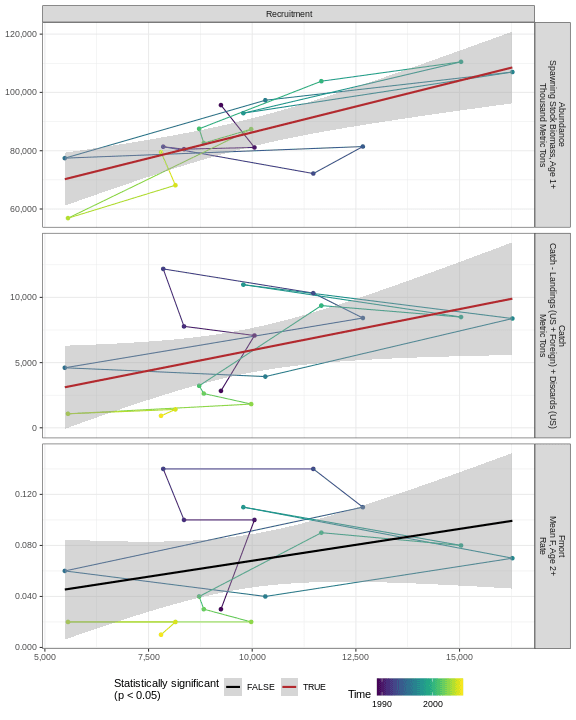 Recruitment
120,000
100,000
80,000
60,000
Abundance
Spawning Stock Biomass, Age 1+
Thousand Metric Tons
10,000
5,000
0
Catch
Catch - Landings (US + Foreign) + Discards (US)
Metric Tons
0.120
0.080
0.040
0.000
Fmort
Mean F, Age 2+
Rate
5,000 7,500 10,000 12,500 15,000
Statistically significant
(p < 0.05)
FALSE
TRUE
Time
1990 2000